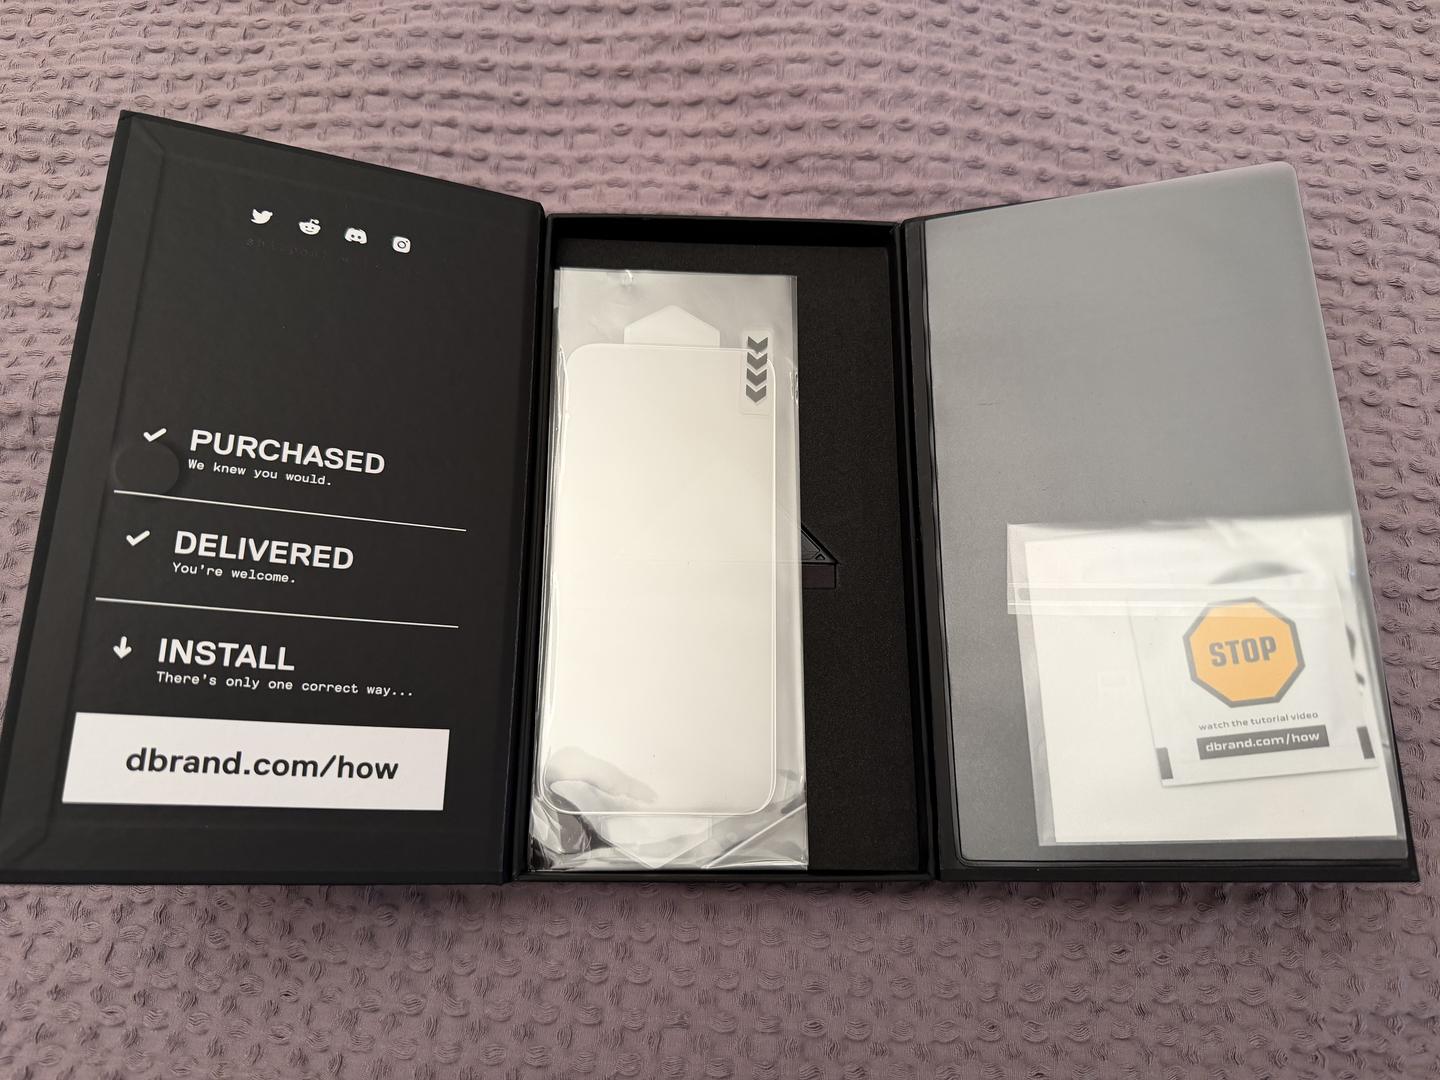 PURCHASED
We knew you would.
DELIVERED
You're welcome.
INSTALL
There's only one correct way...
dbrand.com/how
STOP
watch the tutorial video
dbrand.com/how